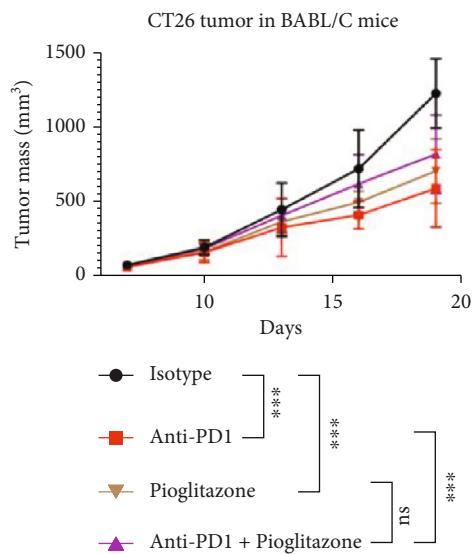 CT26 tumor in BABL/C mice
Tumor mass (mm³)
1500
1000
500
0
10
15
20
Days
Isotype
Anti-PD1
Pioglitazone
Anti-PD1 + Pioglitazone
***
***
ns
***